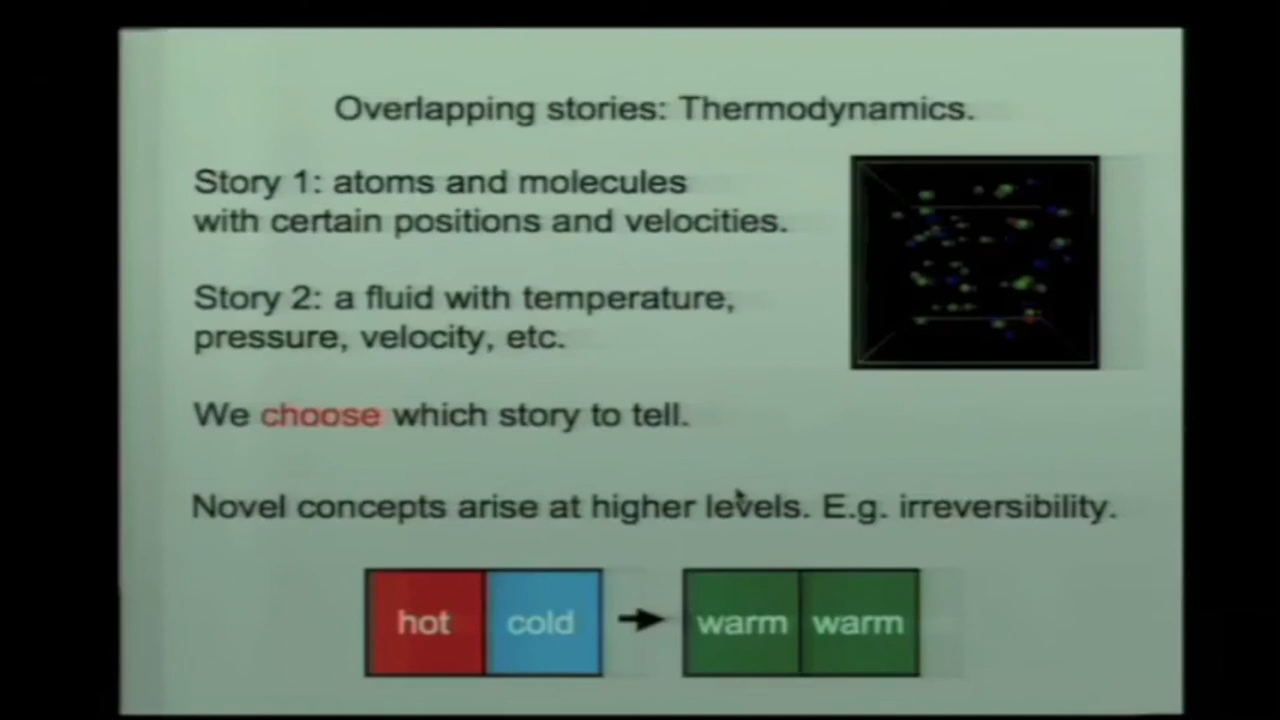 Overlapping stories: Thermodynamics.
Story 1: atoms and molecules
with certain positions and velocities.
Story 2: a fluid with temperature,
pressure, velocity, etc.
We choose which story to tell.
Novel concepts arise at higher levels. E.g. irreversibility.
hot cold warm warm